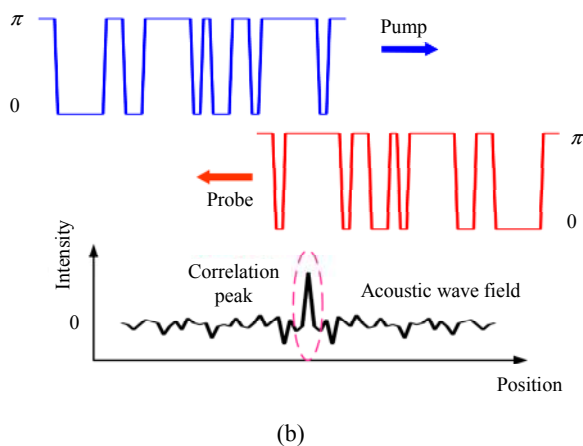 π
Pump
0
π
Probe
0
Intensity
Correlation
peak
Acoustic wave field
0
Position
(b)